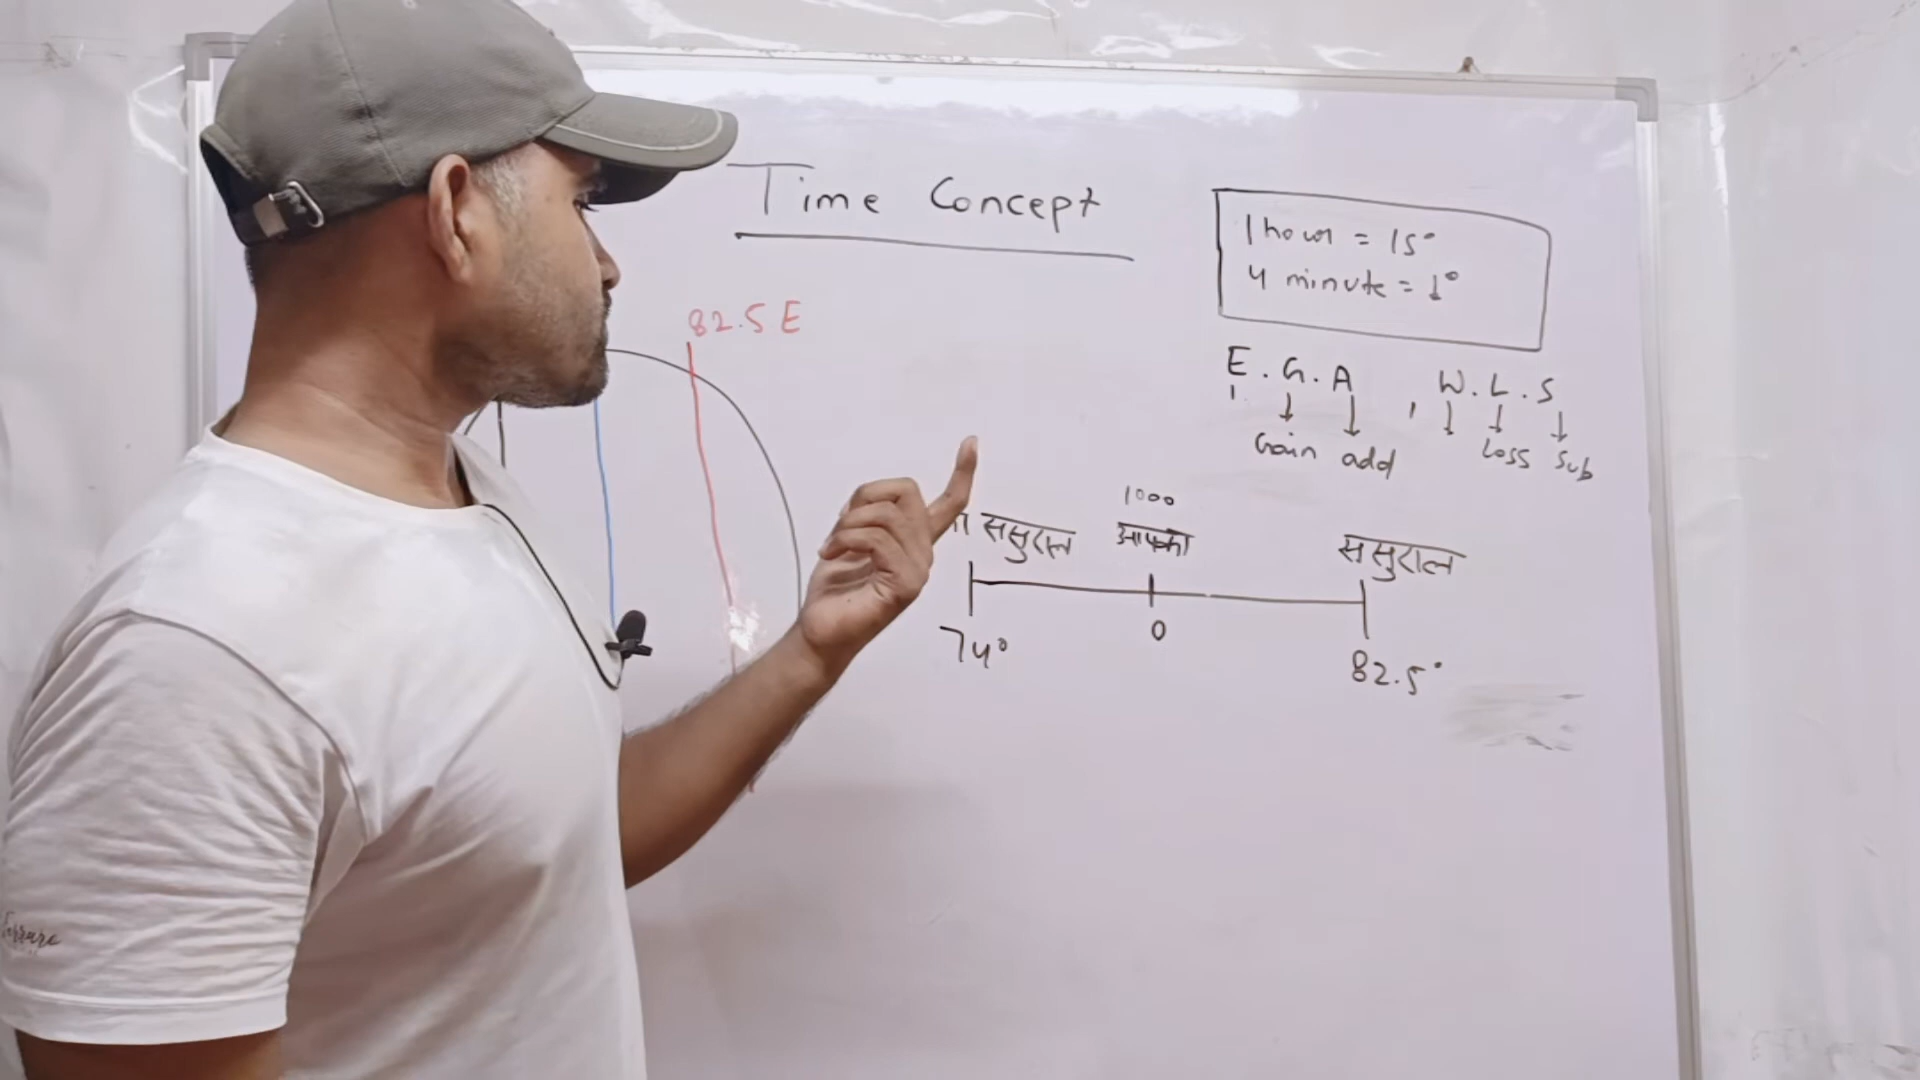 Time Concept
1 hour = 15°
4 minute = 1°
82.5 E
E. G. A , W. L. S
Gain add Loss Sub
1000
ससुराल आपका ससुराल
74° 0 82.5°